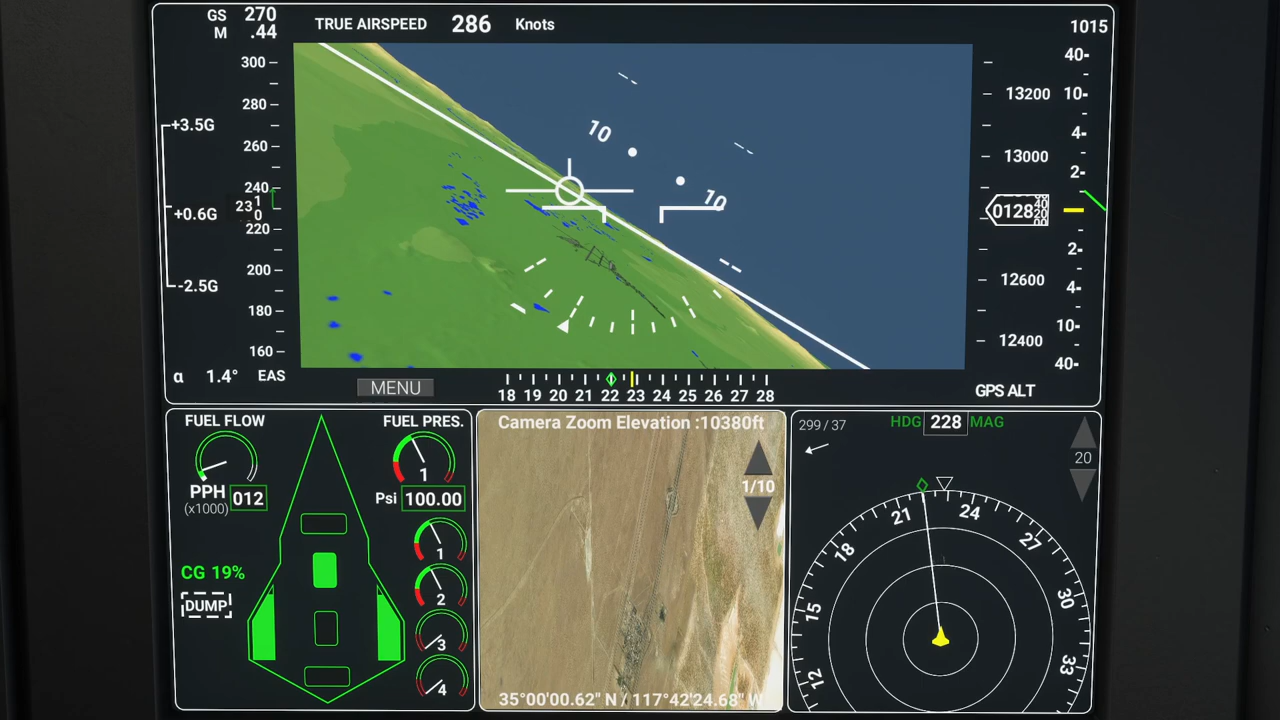 GS 270
M .44
TRUE AIRSPEED 286 Knots
1015
300
280
260
240
231
0
220
200
180
160
+3.5G
+0.6G
-2.5G
α 1.4° EAS
10
10
13200
13000
0128
40
20
00
12600
12400
40
10
4
2
2
4
10
40
MENU
18 19 20 21 22 23 24 25 26 27 28
GPS ALT
FUEL FLOW
PPH 012
(x1000)
FUEL PRES.
1
Psi 100.00
1
2
3
4
CG 19%
DUMP
Camera Zoom Elevation :10380ft
1/10
35°00'00.62" N / 117°42'24.68" W
299 / 37
HDG 228 MAG
20
12
15
18
21
24
27
30
33